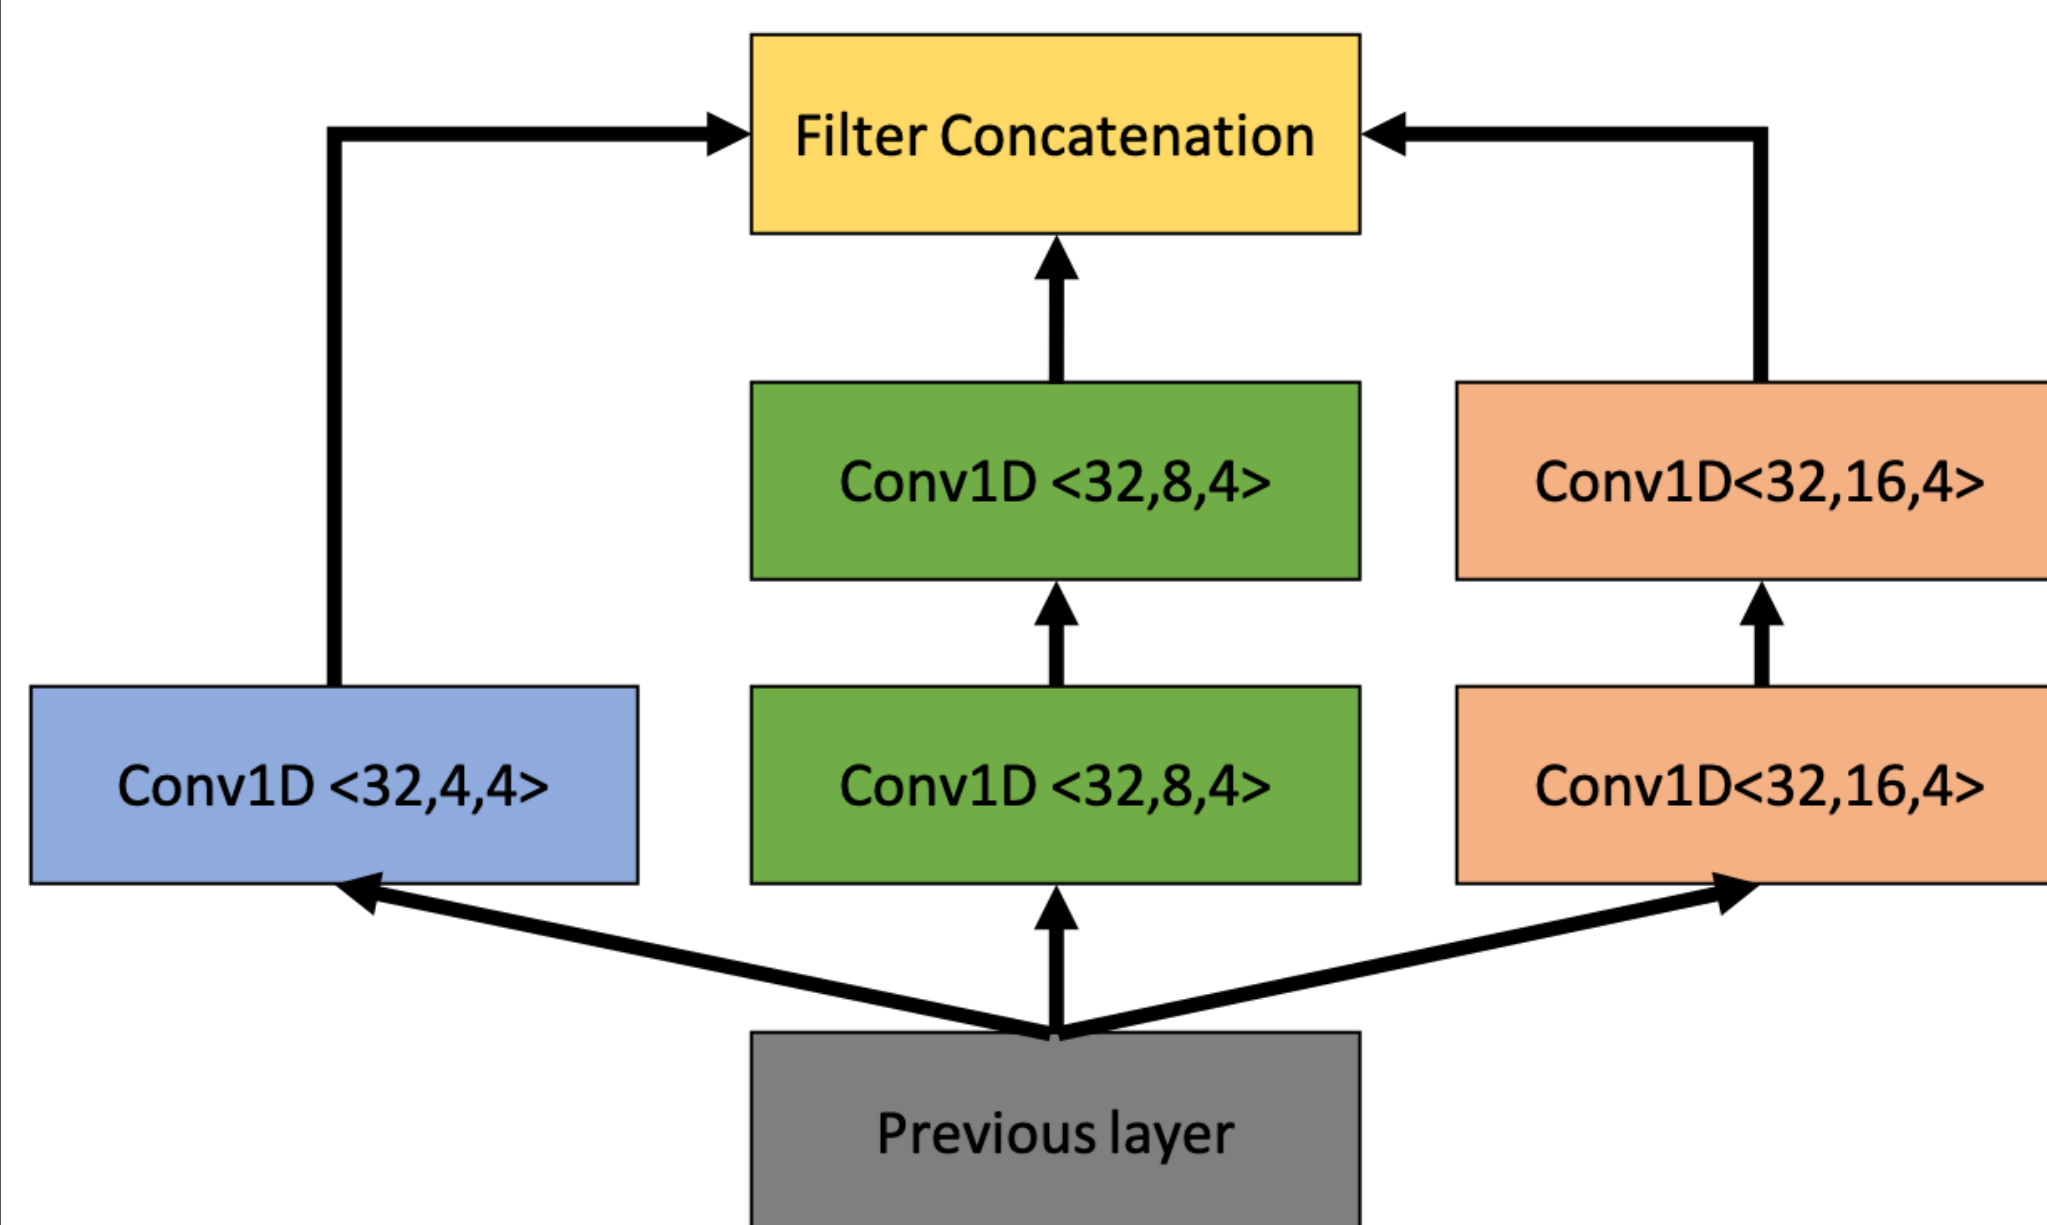 Filter Concatenation
Conv1D <32,8,4>
Conv1D<32,16,4>
Conv1D <32,4,4>
Conv1D <32,8,4>
Conv1D<32,16,4>
Previous layer